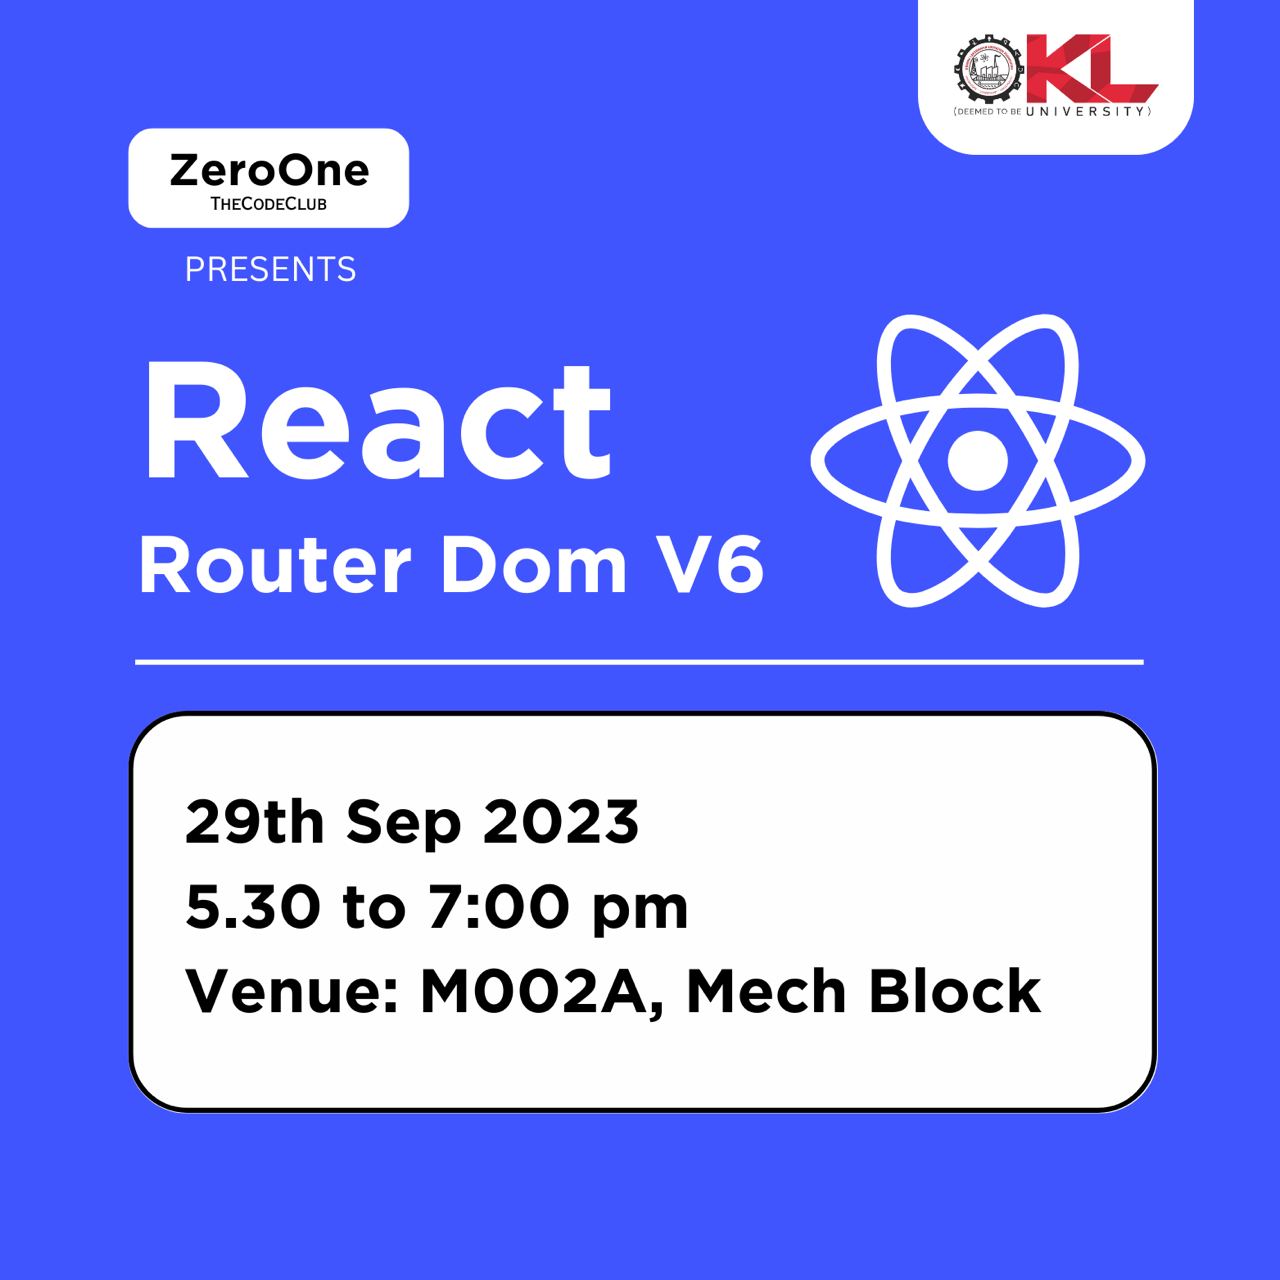 KL
(DEEMED TO BE UNIVERSITY)
ZeroOne
THECODECLUB
PRESENTS
React
Router Dom V6
29th Sep 2023
5.30 to 7:00 pm
Venue: M002A, Mech Block